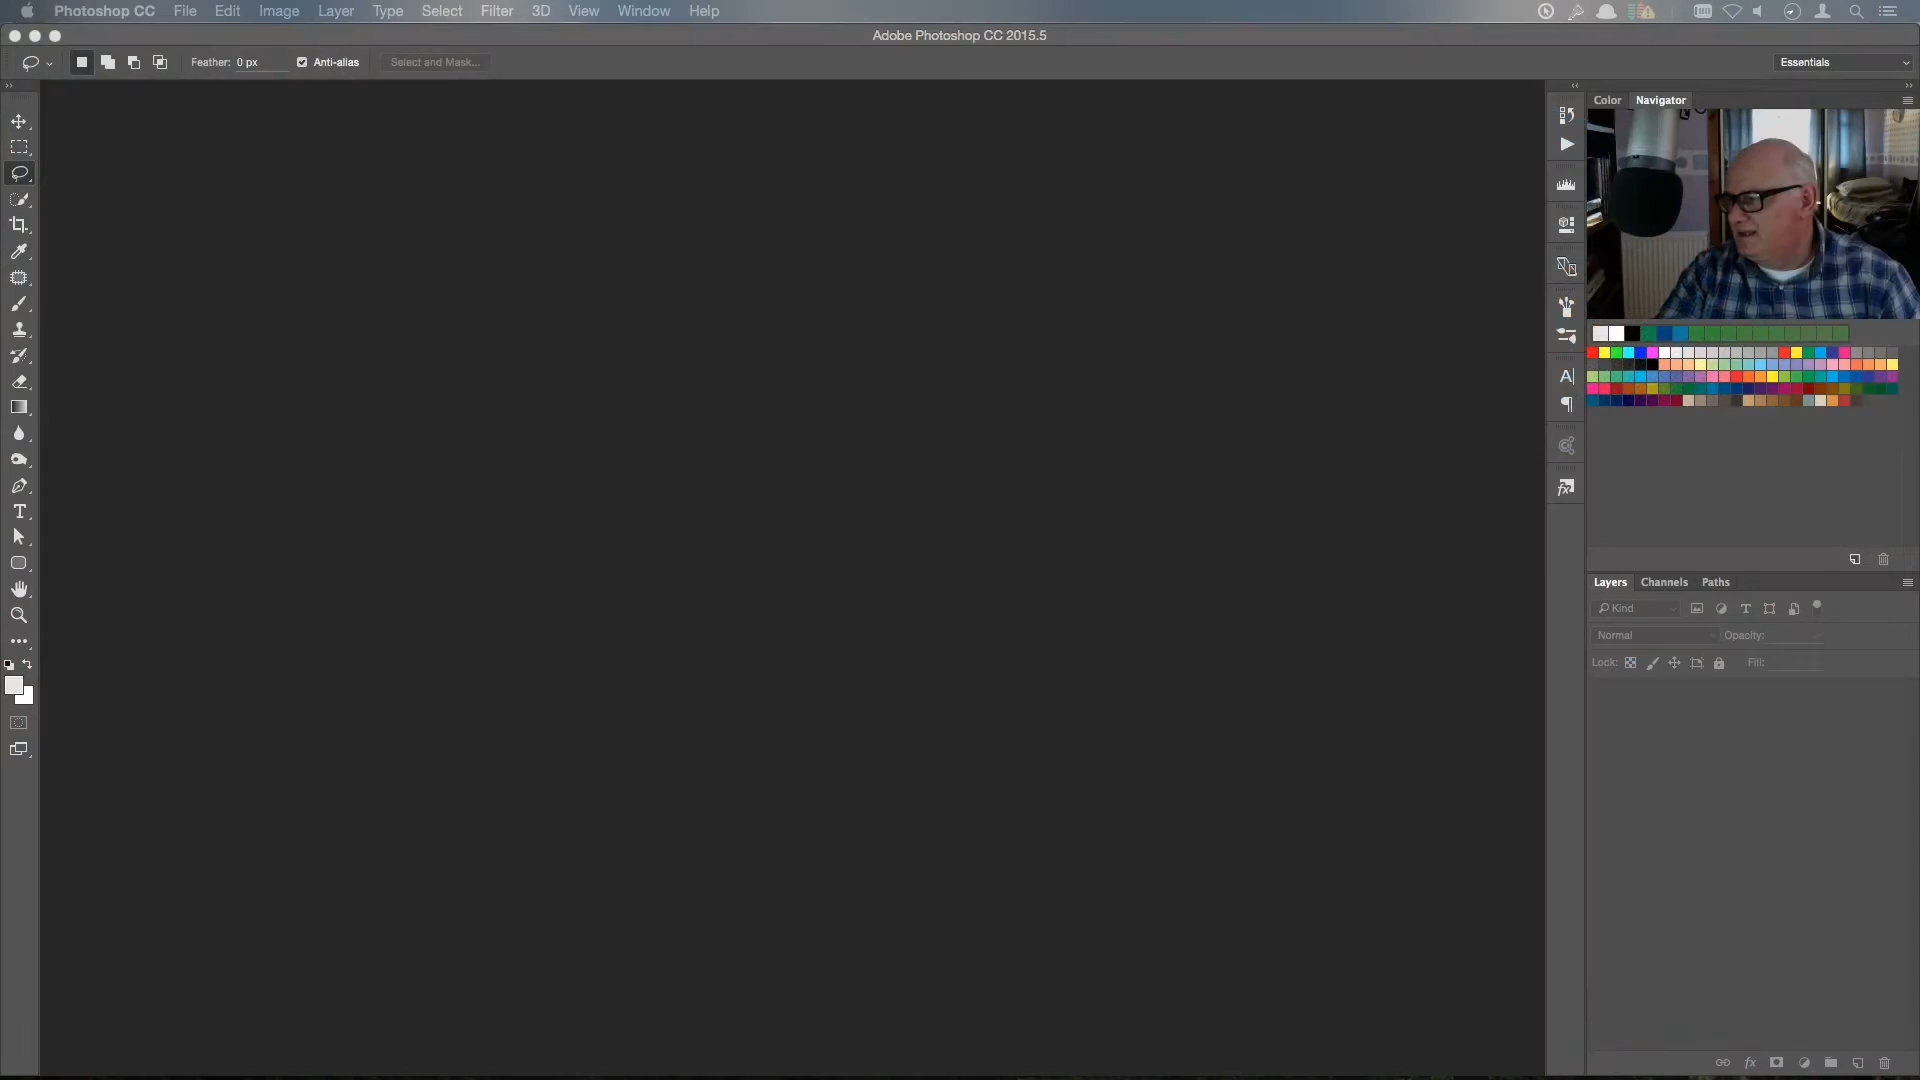 Photoshop CC File Edit Image Layer Type Select Filter 3D View Window Help
Adobe Photoshop CC 2015.5
Feather: 0 px Anti-alias Select and Mask... Essentials
Color Navigator
Layers Channels Paths
Kind
Normal Opacity:
Lock: Fill: